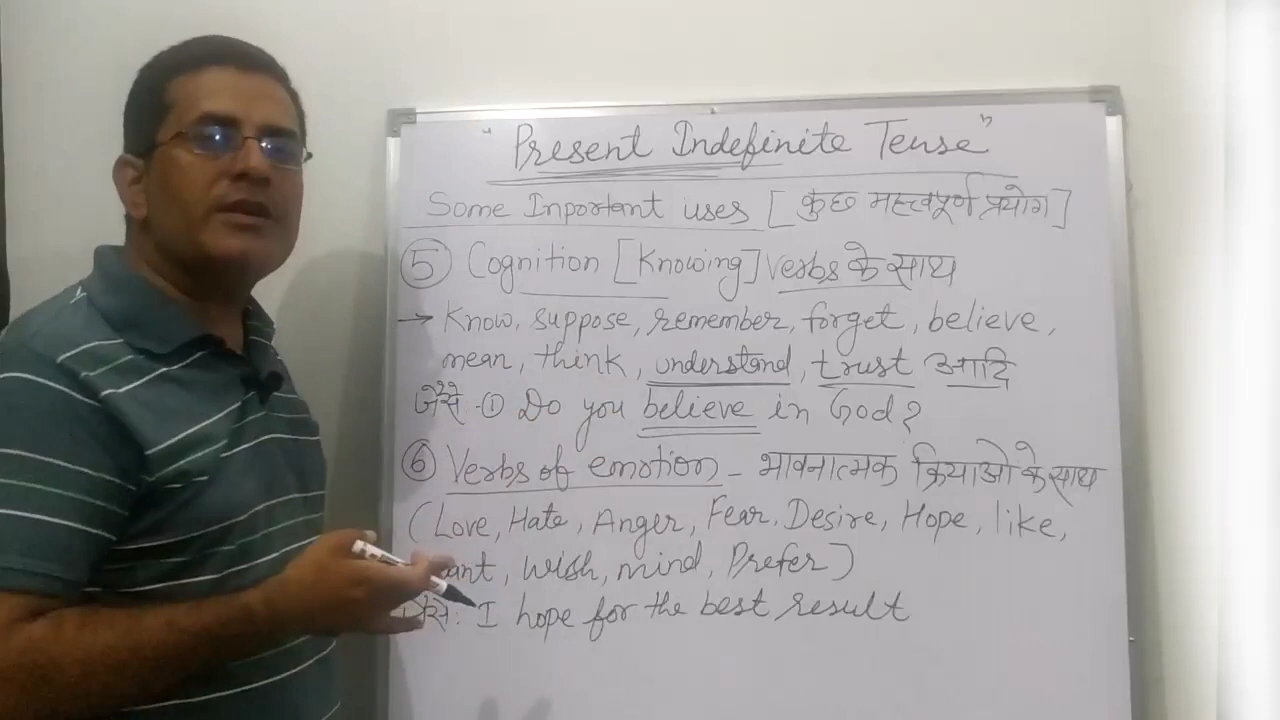 "Present Indefinite Tense"
Some Inportant uses [कुछ महत्त्वपूर्ण प्रयोग]
⑤ Cognition [Knowing] verbs के साथ
→ Know, suppose, remember, forget, believe,
mean, think, understand, trust आदि
जैसे -① Do you believe in God?
⑥ Verbs of emotion - भावनात्मक क्रियाओं के साथ
(Love, Hate, Anger, Fear, Desire, Hope, like,
ant, wish, mind, Prefer)
जैसे: I hope for the best result